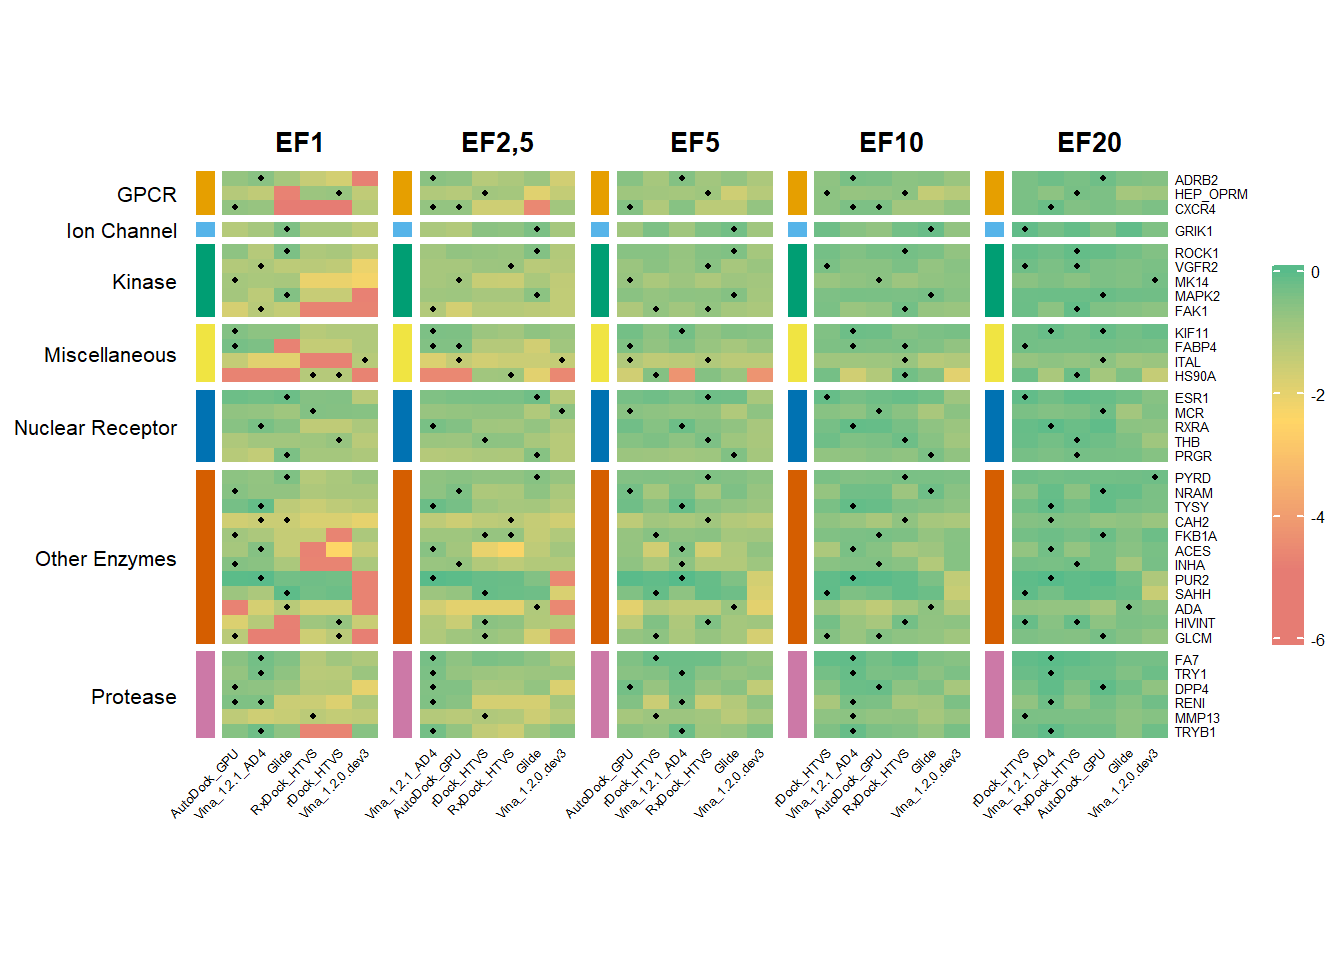 EF1
EF2,5
EF5
EF10
EF20
GPCR
Ion Channel
Kinase
Miscellaneous
Nuclear Receptor
Other Enzymes
Protease
ADRB2
HEP_OPRM
CXCR4
GRIK1
ROCK1
VGFR2
MK14
MAPK2
FAK1
KIF11
FABP4
ITAL
HS90A
ESR1
MCR
RXRA
THB
PRGR
PYRD
NRAM
TYSY
CAH2
FKB1A
ACES
INHA
PUR2
SAHH
ADA
HIVINT
GLCM
FA7
TRY1
DPP4
RENI
MMP13
TRYB1
0
-2
-4
-6
AutoDock_GPU
Vina_1.2.1_AD4
Glide
RxDock_HTVS
rDock_HTVS
Vina_1.2.0.dev3
Vina_1.2.1_AD4
AutoDock_GPU
rDock_HTVS
RxDock_HTVS
Glide
Vina_1.2.0.dev3
AutoDock_GPU
rDock_HTVS
Vina_1.2.1_AD4
RxDock_HTVS
Glide
Vina_1.2.0.dev3
rDock_HTVS
Vina_1.2.1_AD4
AutoDock_GPU
RxDock_HTVS
Glide
Vina_1.2.0.dev3
rDock_HTVS
Vina_1.2.1_AD4
RxDock_HTVS
AutoDock_GPU
Glide
Vina_1.2.0.dev3